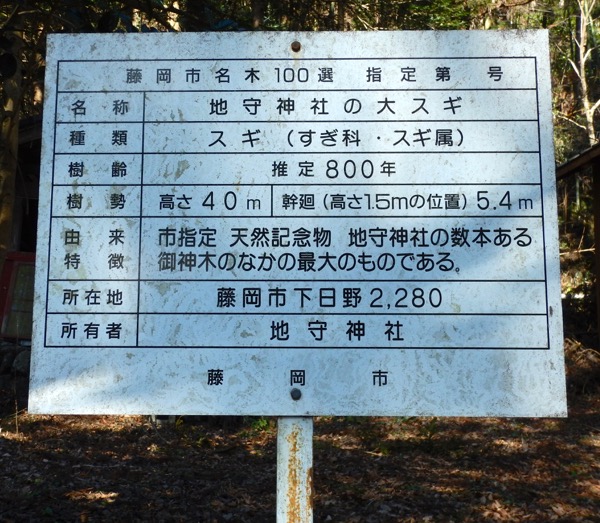 藤岡市名木100選 指定第 号
名称 地守神社の大スギ
種類 スギ (すぎ科・スギ属)
樹齢 推定800年
樹勢 高さ40m 幹廻(高さ1.5mの位置)5.4m
由来 市指定 天然記念物 地守神社の数本ある
特徴 御神木のなかの最大のものである。
所在地 藤岡市下日野2,280
所有者 地守神社
藤岡市